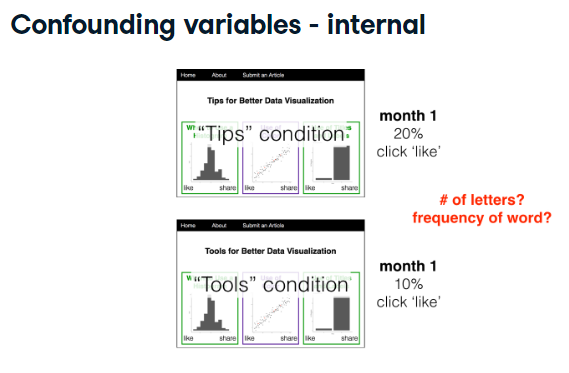 Confounding variables - internal
Home About Submit an Article
Tips for Better Data Visualization
“Tips” condition
like share like share like share
month 1
20%
click ‘like’
# of letters?
frequency of word?
Home About Submit an Article
Tools for Better Data Visualization
“Tools” condition
like share like share like share
month 1
10%
click ‘like’